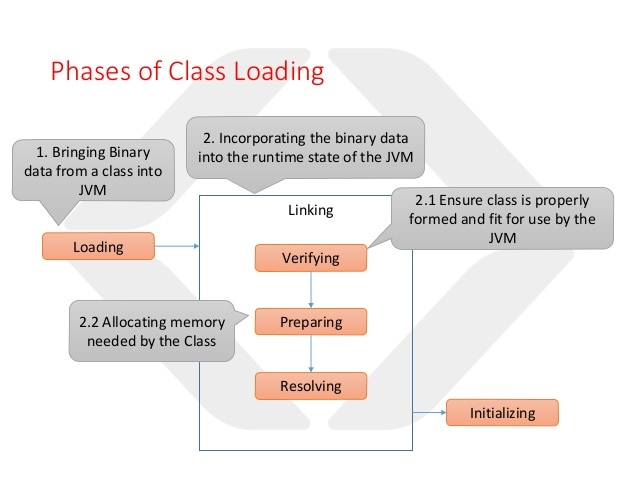 Phases of Class Loading
1. Bringing Binary
data from a class into
JVM
2. Incorporating the binary data
into the runtime state of the JVM
2.1 Ensure class is properly
formed and fit for use by the
JVM
Linking
Loading
Verifying
2.2 Allocating memory
needed by the Class
Preparing
Resolving
Initializing